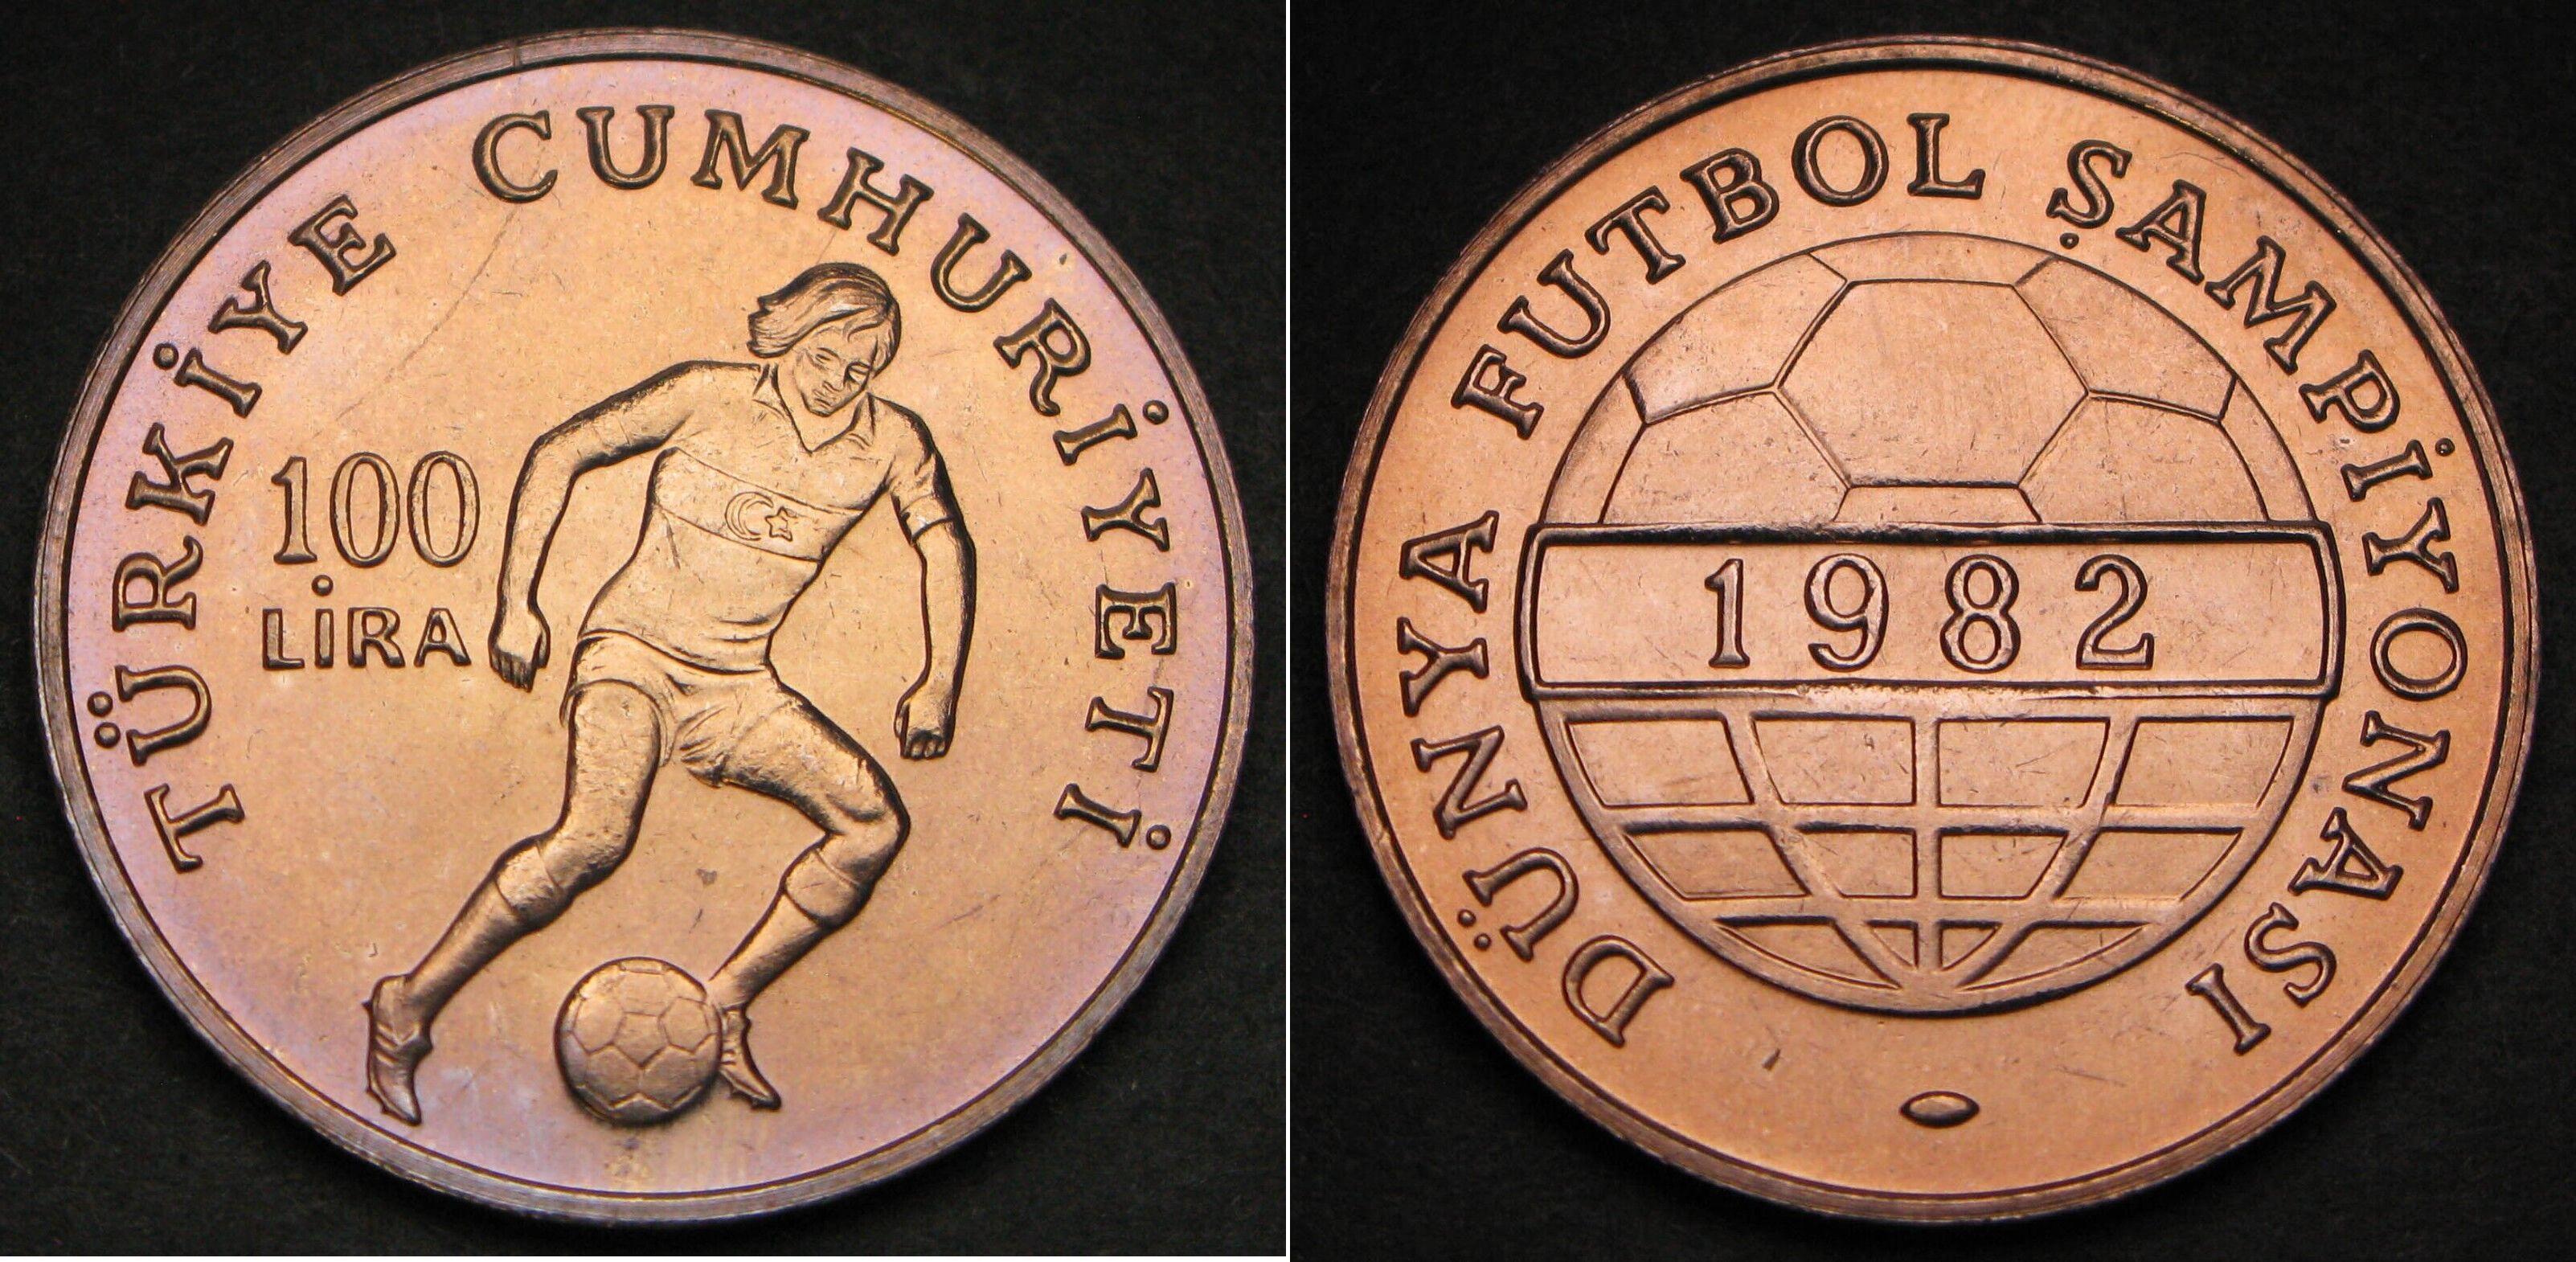 TÜRKİYE CUMHURİYETİ
100
LİRA
DÜNYA FUTBOL ŞAMPİYONASI
1982